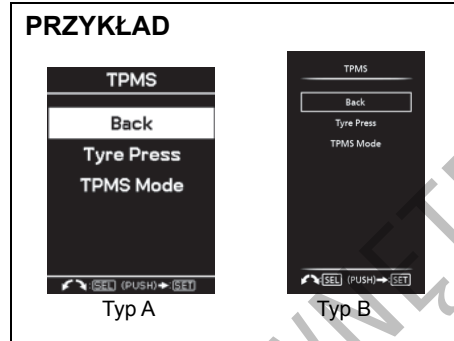 PRZYKŁAD
TPMS
Back
Tyre Press
TPMS Mode
:SEL (PUSH)→:SET
Typ A
TPMS
Back
Tyre Press
TPMS Mode
:SEL (PUSH)→:SET
Typ B